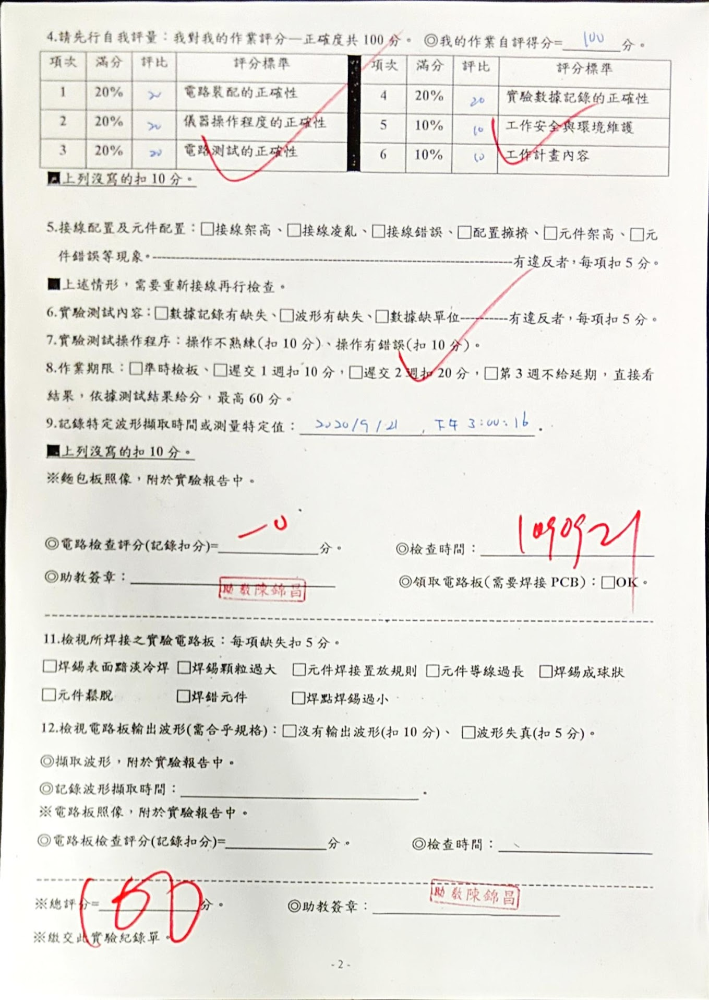 4.請先行自我評量：我對我的作業評分—正確度共 100 分。 ◎我的作業自評得分= 100 分。
項次 滿分 評比 評分標準 項次 滿分 評比 評分標準
1 20% 20 電路裝配的正確性 4 20% 20 實驗數據記錄的正確性
2 20% 20 儀器操作程度的正確性 5 10% 10 工作安全與環境維護
3 20% 20 電路測試的正確性 6 10% 10 工作計畫內容
■上列沒寫的扣 10 分。
5.接線配置及元件配置：□接線架高、□接線凌亂、□接線錯誤、□配置擁擠、□元件架高、□元
件錯誤等現象。------------------------------有違反者，每項扣 5 分。
■上述情形，需要重新接線再行檢查。
6.實驗測試內容：□數據記錄有缺失、□波形有缺失、□數據缺單位----------有違反者，每項扣 5 分。
7.實驗測試操作程序：操作不熟練(扣 10 分)、操作有錯誤(扣 10 分)。
8.作業期限：□準時檢板、□遲交 1 週扣 10 分，□遲交 2 週扣 20 分，□第 3 週不給延期，直接看
結果，依據測試結果給分，最高 60 分。
9.記錄特定波形擷取時間或測量特定值： 2020/9/21 , 下午 3:00:16 。
■上列沒寫的扣 10 分。
※麵包板照像，附於實驗報告中。
◎電路檢查評分(記錄扣分)= -0 分。 ◎檢查時間： 1090921
◎助教簽章： 助教陳錦昌 ◎領取電路板(需要焊接 PCB)：□OK。
11.檢視所焊接之實驗電路板：每項缺失扣 5 分。
□焊錫表面黯淡冷焊 □焊錫顆粒過大 □元件焊接置放規則 □元件導線過長 □焊錫成球狀
□元件鬆脫 □焊錯元件 □焊點焊錫過小
12.檢視電路板輸出波形(需合乎規格)：□沒有輸出波形(扣 10 分)、 □波形失真(扣 5 分)。
◎擷取波形，附於實驗報告中。
◎記錄波形擷取時間： 。
※電路板照像，附於實驗報告中。
◎電路板檢查評分(記錄扣分)= 分。 ◎檢查時間：
※總評分= 分。 ◎助教簽章： 助教陳錦昌
※繳交此實驗紀錄單。
- 2 -